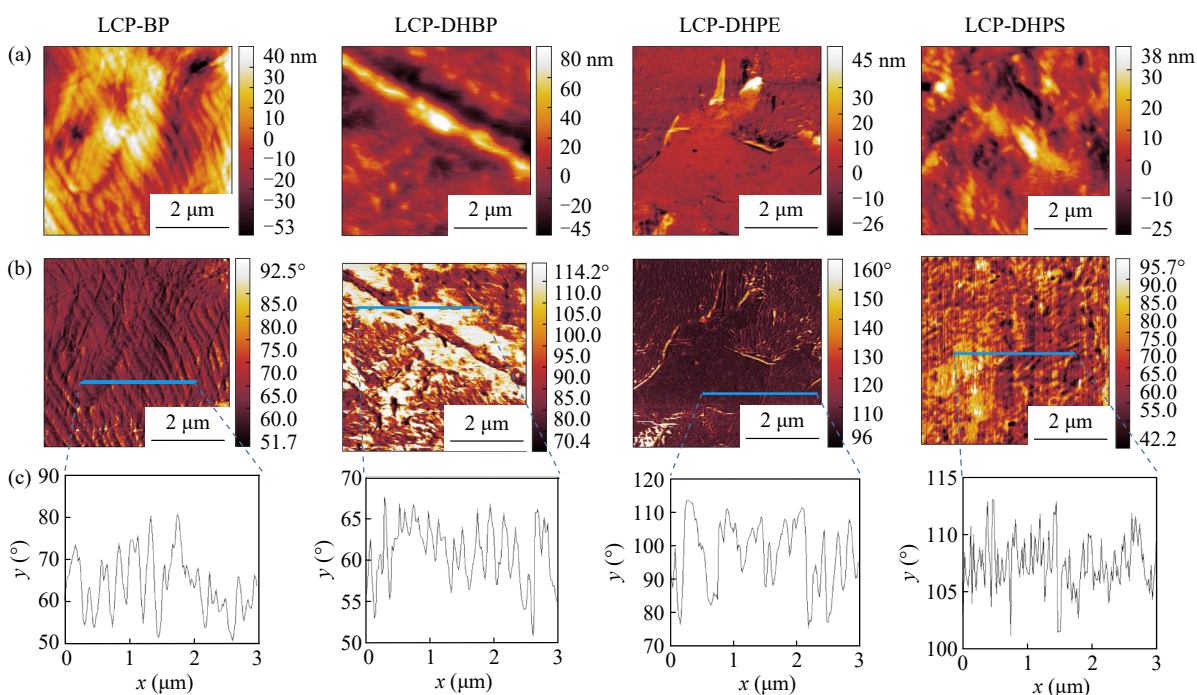 LCP-BP LCP-DHBP LCP-DHPE LCP-DHPS
(a)
40 nm
30
20
10
0
−10
−20
−30
−53
2 μm
80 nm
60
40
20
0
−20
−45
2 μm
45 nm
30
20
10
0
−10
−26
2 μm
38 nm
30
20
10
0
−10
−25
2 μm
(b)
92.5°
85.0
80.0
75.0
70.0
65.0
60.0
51.7
2 μm
114.2°
110.0
105.0
100.0
95.0
90.0
85.0
80.0
70.4
2 μm
160°
150
140
130
120
110
96
2 μm
95.7°
90.0
85.0
80.0
75.0
70.0
65.0
60.0
55.0
42.2
2 μm
(c)
y (°)
90
80
70
60
50
0 1 2 3
x (μm)
y (°)
70
65
60
55
50
0 1 2 3
x (μm)
y (°)
120
110
100
90
80
70
0 1 2 3
x (μm)
y (°)
115
110
105
100
0 1 2 3
x (μm)